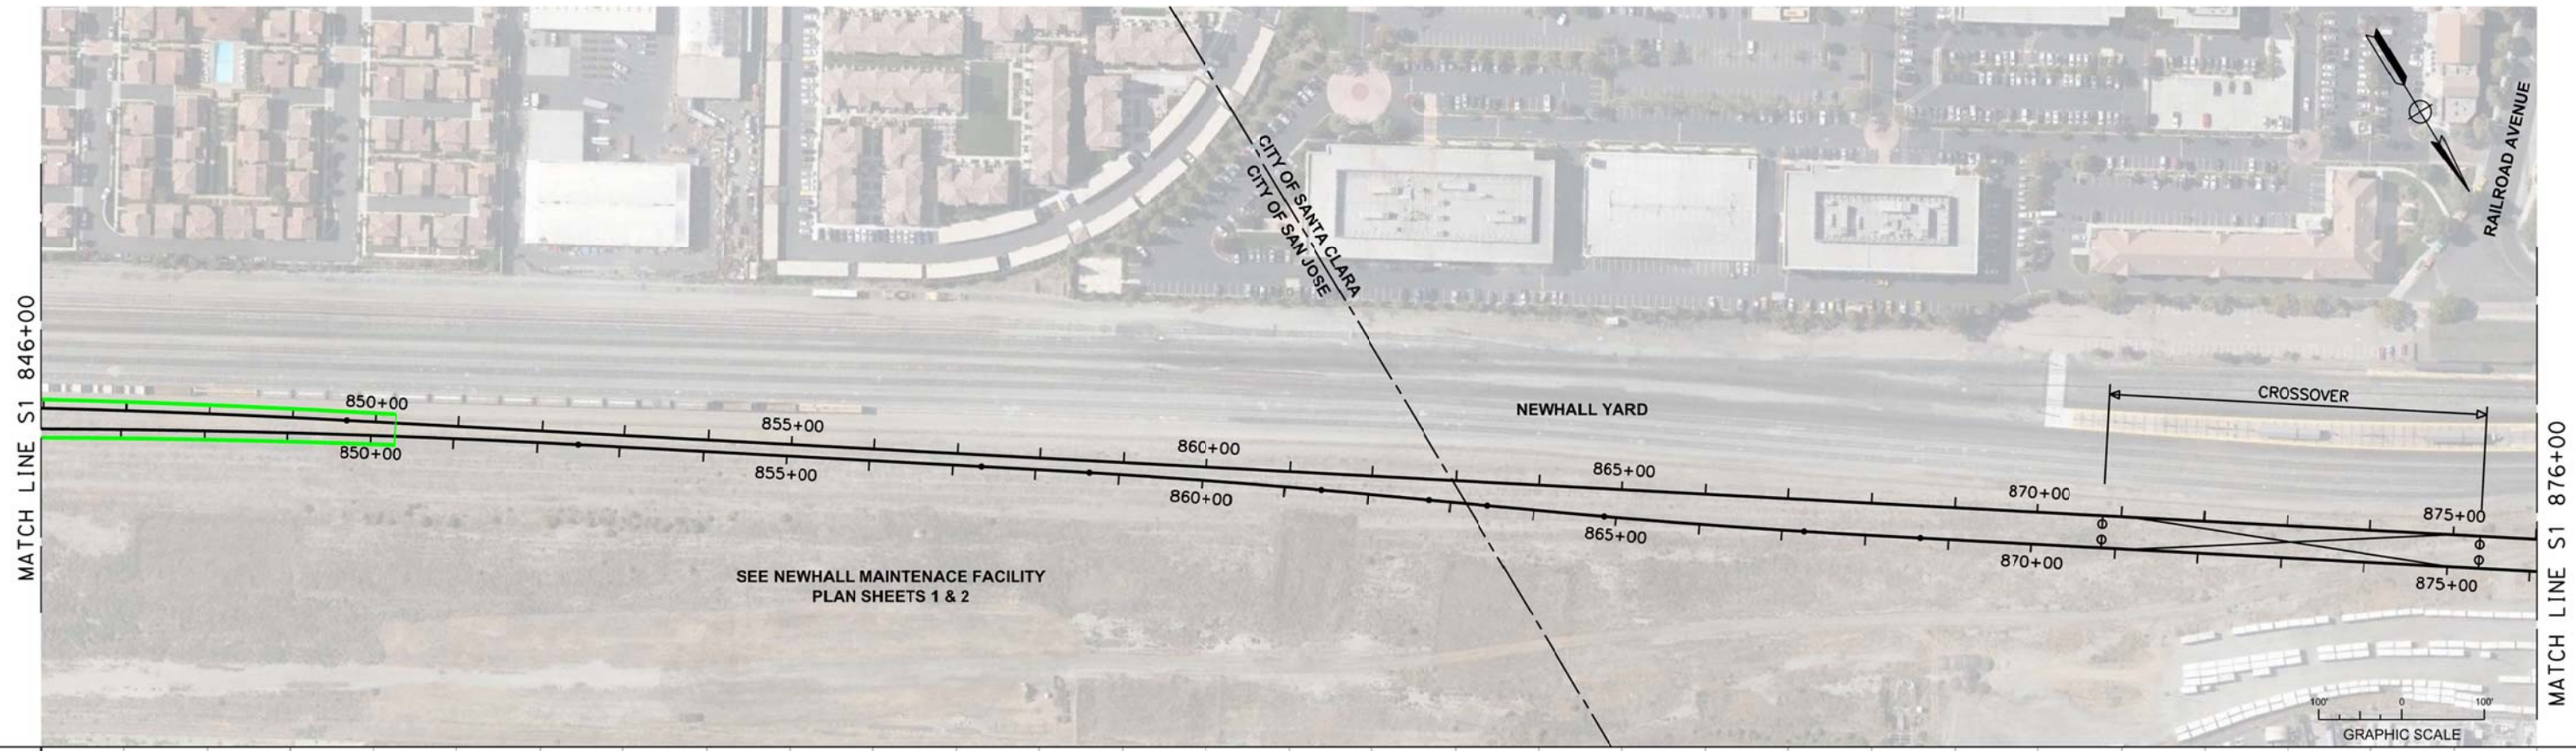 RAILROAD AVENUE
CITY OF SANTA CLARA
CITY OF SAN JOSE
MATCH LINE S1 846+00
850+00
855+00
860+00
865+00
870+00
875+00
NEWHALL YARD
CROSSOVER
850+00
855+00
860+00
865+00
870+00
875+00
MATCH LINE S1 876+00
SEE NEWHALL MAINTENACE FACILITY
PLAN SHEETS 1 & 2
100' 0 100'
GRAPHIC SCALE